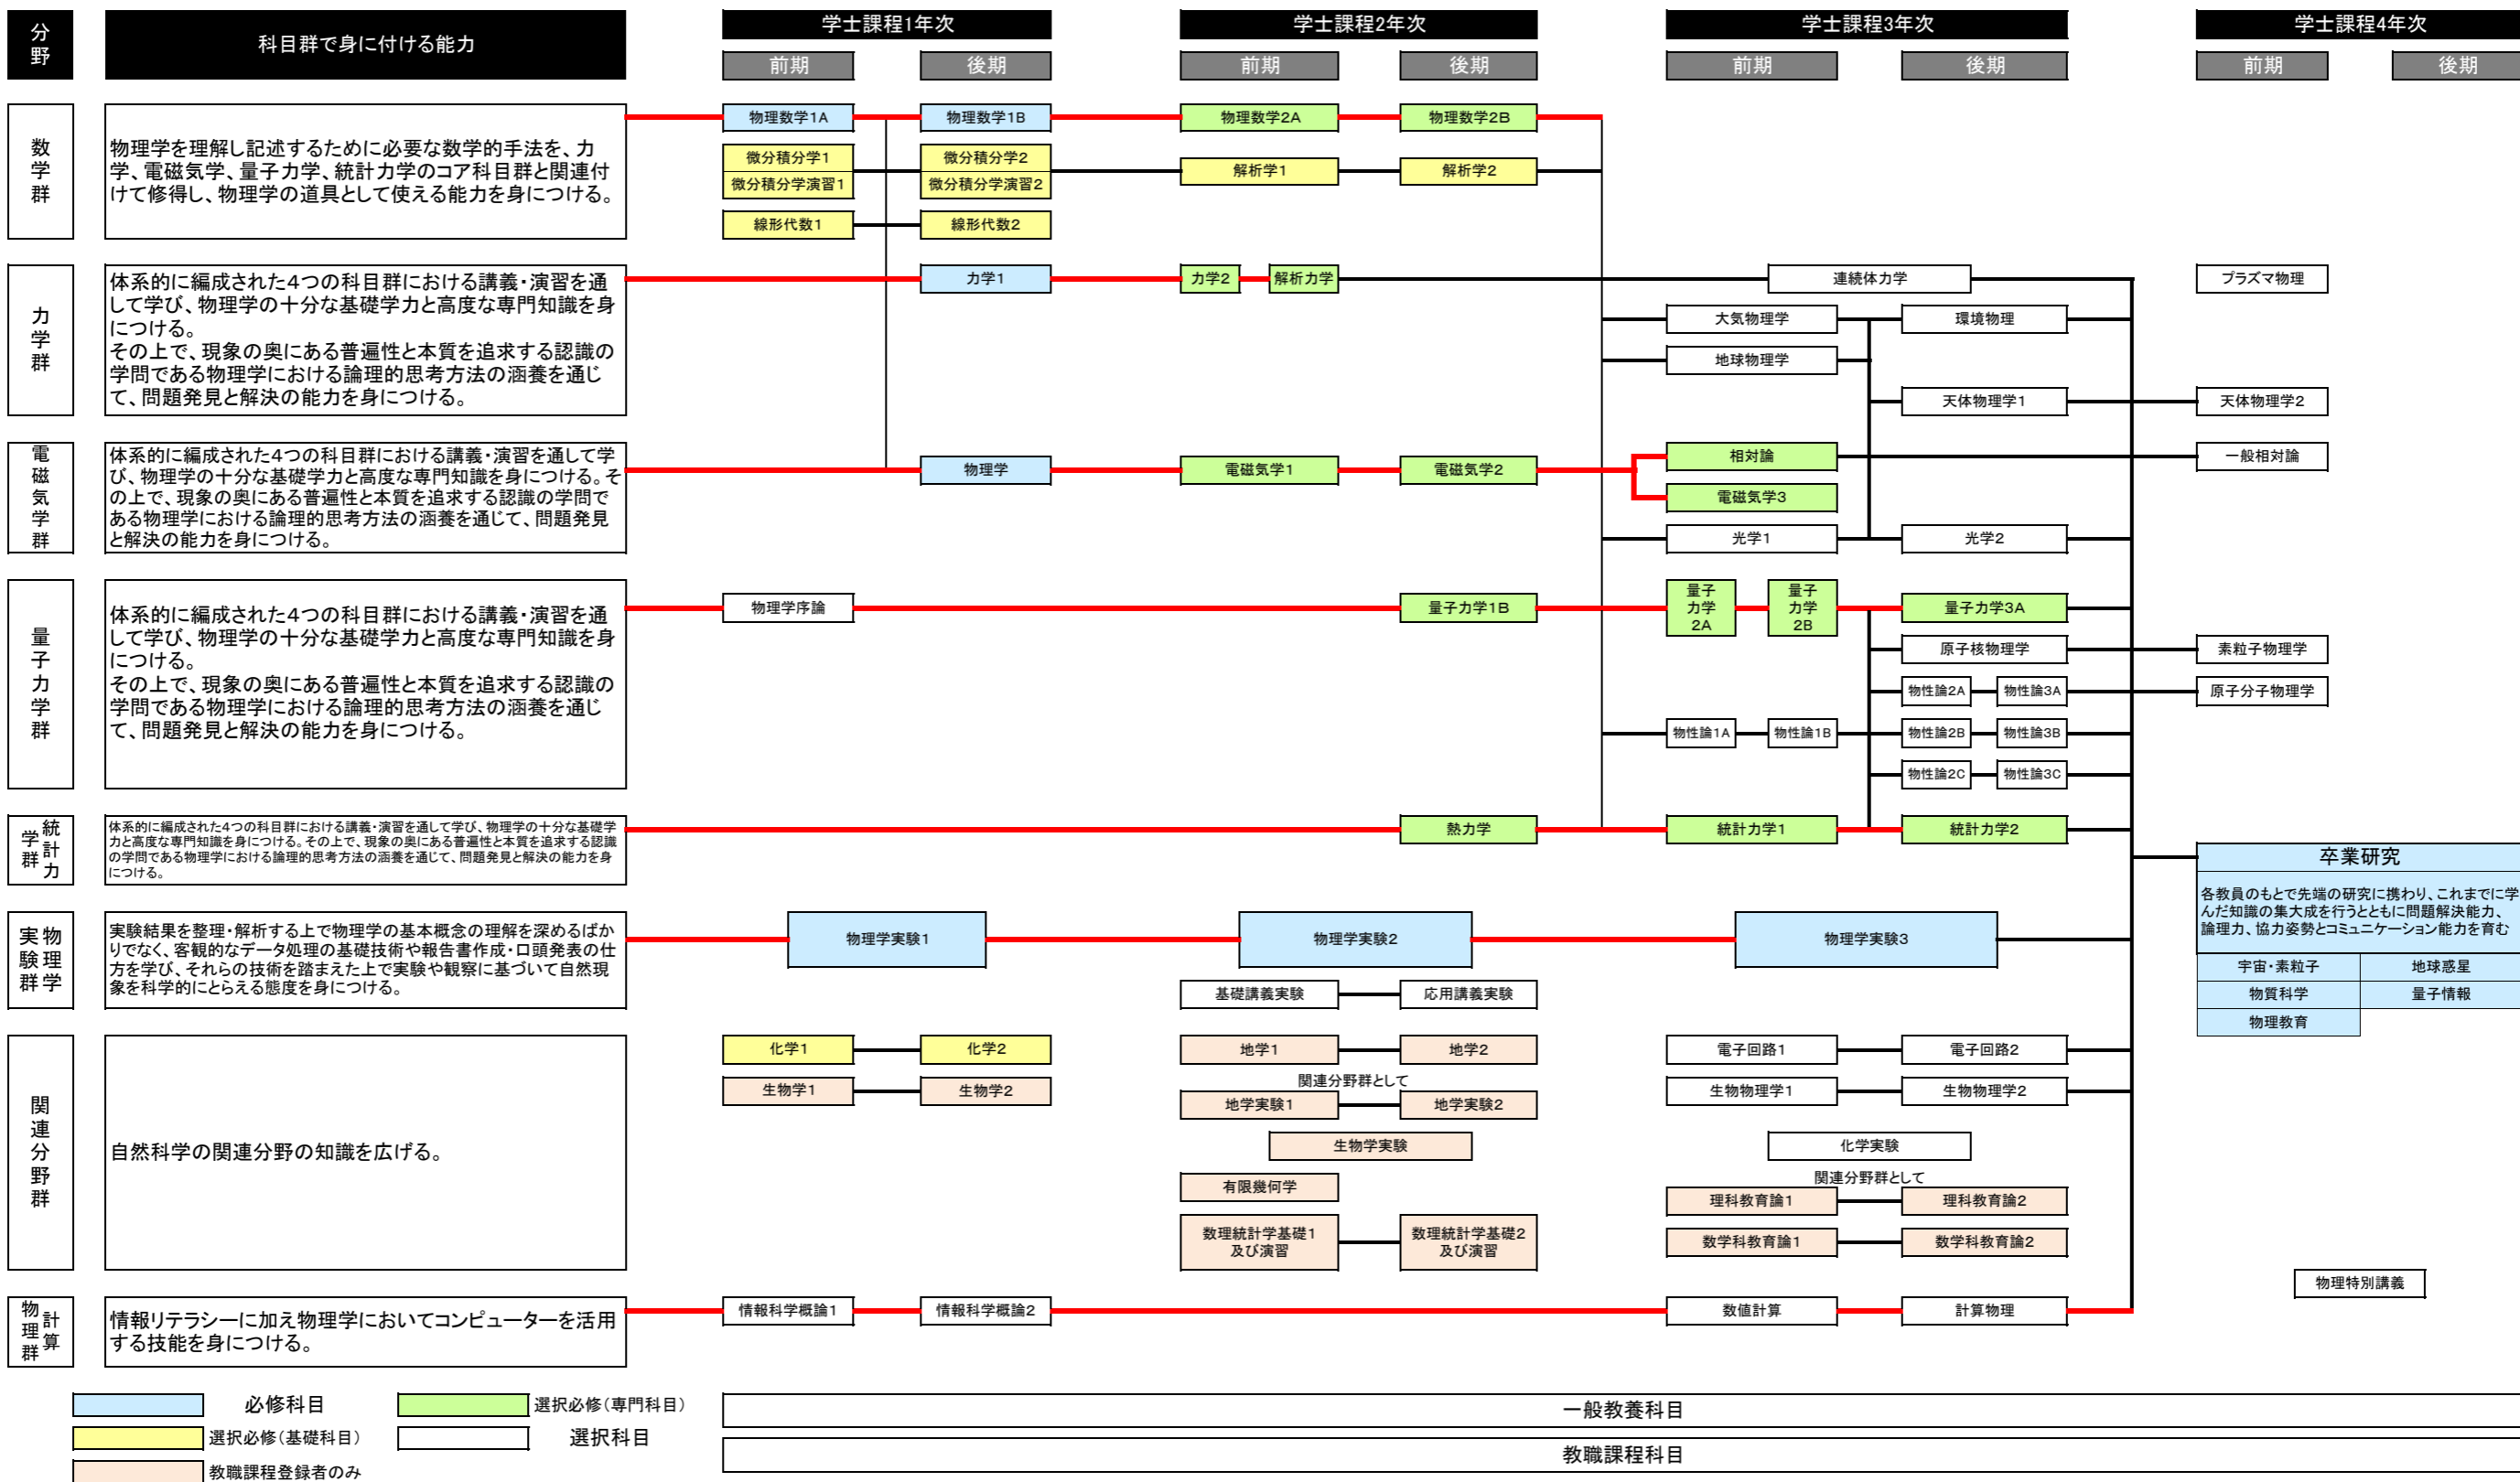 分野
科目群で身に付ける能力
学士課程1年次
学士課程2年次
学士課程3年次
学士課程4年次
前期
後期
前期
後期
前期
後期
前期
後期
数学群
物理学を理解し記述するために必要な数学的手法を、力
学、電磁気学、量子力学、統計力学のコア科目群と関連付
けて修得し、物理学の道具として使える能力を身につける。
物理数学1A
物理数学1B
物理数学2A
物理数学2B
微分積分学1
微分積分学2
微分積分学演習1
微分積分学演習2
解析学1
解析学2
線形代数1
線形代数2
力学群
体系的に編成された4つの科目群における講義・演習を通
して学び、物理学の十分な基礎学力と高度な専門知識を身
につける。
その上で、現象の奥にある普遍性と本質を追求する認識の
学問である物理学における論理的思考方法の涵養を通じ
て、問題発見と解決の能力を身につける。
力学1
力学2
解析力学
連続体力学
プラズマ物理
大気物理学
環境物理
地球物理学
天体物理学1
天体物理学2
電磁気学群
体系的に編成された4つの科目群における講義・演習を通して学
び、物理学の十分な基礎学力と高度な専門知識を身につける。そ
の上で、現象の奥にある普遍性と本質を追求する認識の学問で
ある物理学における論理的思考方法の涵養を通じて、問題発見
と解決の能力を身につける。
物理学
電磁気学1
電磁気学2
相対論
一般相対論
電磁気学3
光学1
光学2
量子力学群
体系的に編成された4つの科目群における講義・演習を通
して学び、物理学の十分な基礎学力と高度な専門知識を身
につける。
その上で、現象の奥にある普遍性と本質を追求する認識の
学問である物理学における論理的思考方法の涵養を通じ
て、問題発見と解決の能力を身につける。
物理学序論
量子力学1B
量子
力学
2A
量子
力学
2B
量子力学3A
原子核物理学
素粒子物理学
物性論2A
物性論3A
原子分子物理学
物性論1A
物性論1B
物性論2B
物性論3B
物性論2C
物性論3C
統計力学群
体系的に編成された4つの科目群における講義・演習を通して学び、物理学の十分な基礎学
力と高度な専門知識を身につける。その上で、現象の奥にある普遍性と本質を追求する認識
の学問である物理学における論理的思考方法の涵養を通じて、問題発見と解決の能力を身
につける。
熱力学
統計力学1
統計力学2
卒業研究
各教員のもとで先端の研究に携わり、これまでに学
んだ知識の集大成を行うとともに問題解決能力、
論理力、協力姿勢とコミュニケーション能力を育む
宇宙・素粒子
地球惑星
物質科学
量子情報
物理教育
物理学実験群
実験結果を整理・解析する上で物理学の基本概念の理解を深めるばか
りでなく、客観的なデータ処理の基礎技術や報告書作成・口頭発表の仕
方を学び、それらの技術を踏まえた上で実験や観察に基づいて自然現
象を科学的にとらえる態度を身につける。
物理学実験1
物理学実験2
物理学実験3
基礎講義実験
応用講義実験
関連分野群
自然科学の関連分野の知識を広げる。
化学1
化学2
地学1
地学2
電子回路1
電子回路2
生物学1
生物学2
関連分野群として
地学実験1
地学実験2
生物物理学1
生物物理学2
生物学実験
化学実験
関連分野群として
有限幾何学
理科教育論1
理科教育論2
数理統計学基礎1
及び演習
数理統計学基礎2
及び演習
数学科教育論1
数学科教育論2
物理特別講義
計算物理群
情報リテラシーに加え物理学においてコンピューターを活用
する技能を身につける。
情報科学概論1
情報科学概論2
数値計算
計算物理
必修科目
選択必修(専門科目)
選択必修(基礎科目)
選択科目
教職課程登録者のみ
一般教養科目
教職課程科目